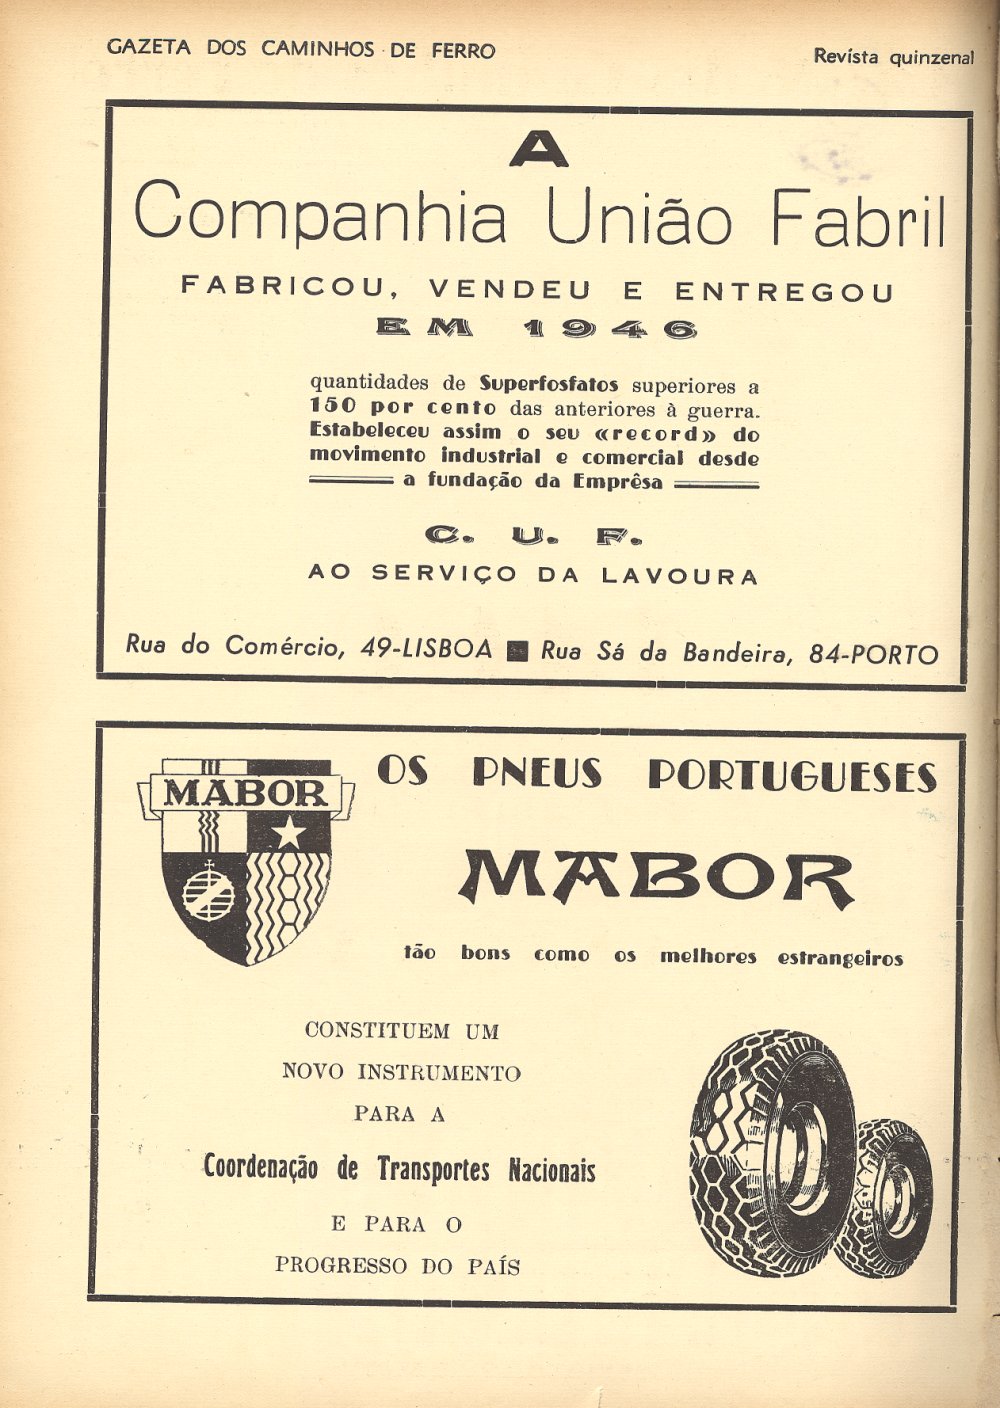 GAZETA DOS CAMINHOS DE FERRO
Revista quinzenal
A
Companhia União Fabril
FABRICOU, VENDEU E ENTREGOU
EM 1946
quantidades de Superfosfatos superiores a
150 por cento das anteriores à guerra.
Estabeleceu assim o seu «record» do
movimento industrial e comercial desde
a fundação da Emprêsa
C. U. F.
AO SERVIÇO DA LAVOURA
Rua do Comércio, 49-LISBOA ■ Rua Sá da Bandeira, 84-PORTO
MABOR
OS PNEUS PORTUGUESES
MABOR
tão bons como os melhores estrangeiros
CONSTITUEM UM
NOVO INSTRUMENTO
PARA A
Coordenação de Transportes Nacionais
E PARA O
PROGRESSO DO PAÍS